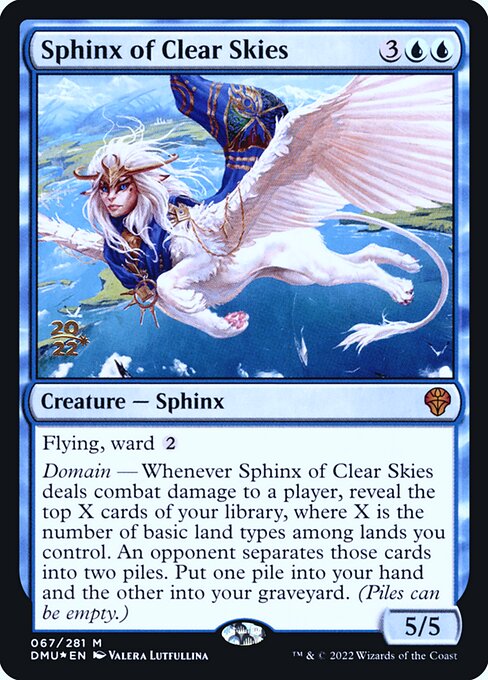 Sphinx of Clear Skies 3
20
22*
Creature — Sphinx
Flying, ward 2
Domain — Whenever Sphinx of Clear Skies
deals combat damage to a player, reveal the
top X cards of your library, where X is the
number of basic land types among lands you
control. An opponent separates those cards
into two piles. Put one pile into your hand
and the other into your graveyard. (Piles can
be empty.)
5/5
067/281 M
DMU★EN Valera Lutfullina
™ & © 2022 Wizards of the Coast